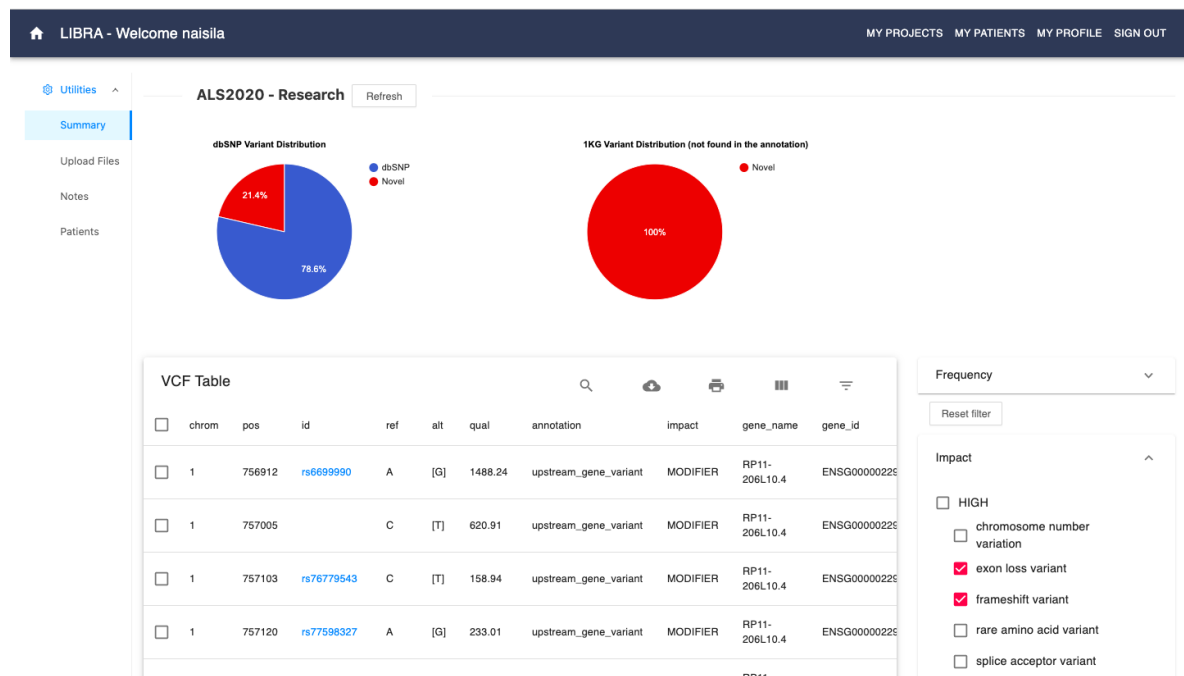 LIBRA - Welcome naisila
MY PROJECTS MY PATIENTS MY PROFILE SIGN OUT
Utilities
Summary
Upload Files
Notes
Patients
ALS2020 - Research Refresh
dbSNP Variant Distribution
dbSNP
Novel
21.4%
78.6%
1KG Variant Distribution (not found in the annotation)
Novel
100%
VCF Table
chrom pos id ref alt qual annotation impact gene_name gene_id
1 756912 rs6699990 A [G] 1488.24 upstream_gene_variant MODIFIER RP11-206L10.4 ENSG00000229
1 757005 C [T] 620.91 upstream_gene_variant MODIFIER RP11-206L10.4 ENSG00000229
1 757103 rs76779543 C [T] 158.94 upstream_gene_variant MODIFIER RP11-206L10.4 ENSG00000229
1 757120 rs77598327 A [G] 233.01 upstream_gene_variant MODIFIER RP11-206L10.4 ENSG00000229
Frequency
Reset filter
Impact
HIGH
chromosome number
variation
exon loss variant
frameshift variant
rare amino acid variant
splice acceptor variant